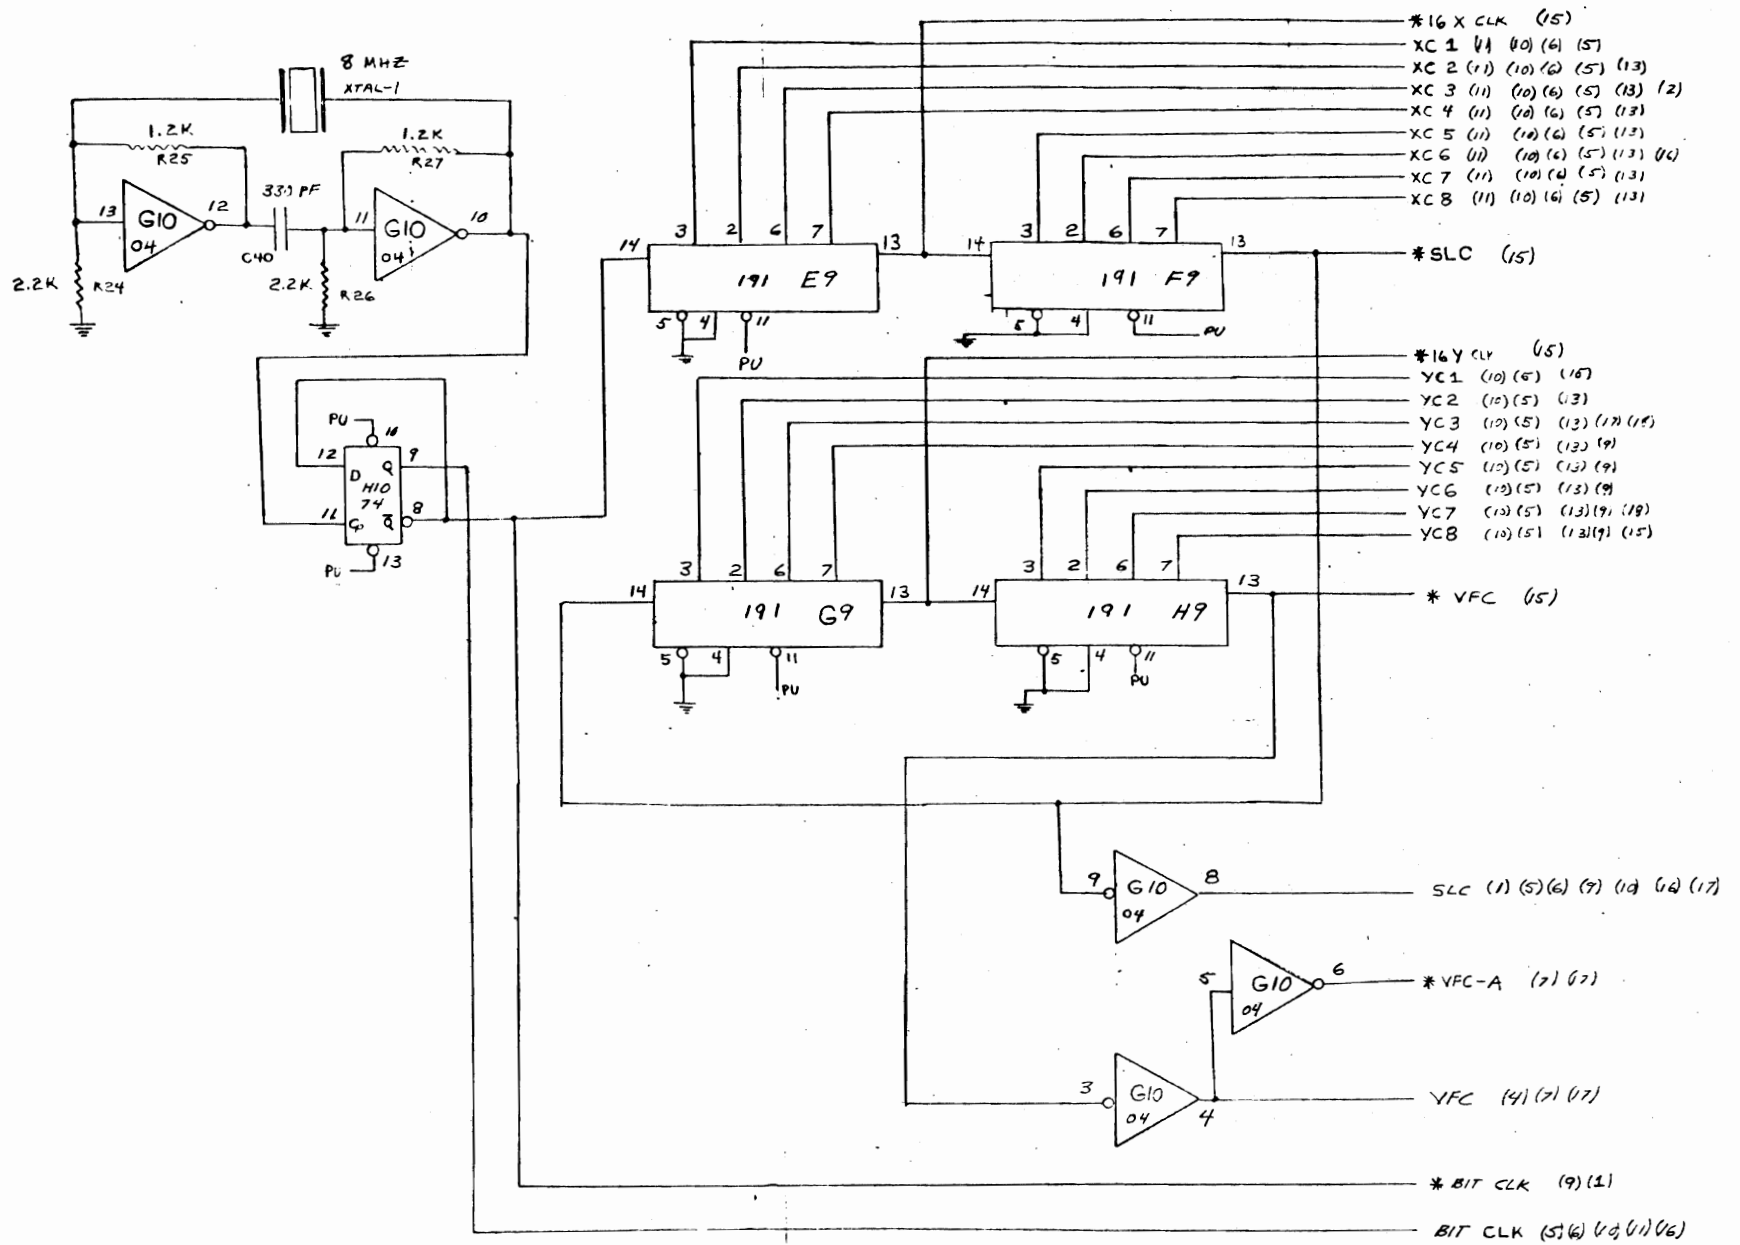 *16 X CLK (15)
XC 1 (11) (10) (6) (5)
XC 2 (11) (10) (6) (5) (13)
XC 3 (11) (10) (6) (5) (13) (2)
XC 4 (11) (10) (6) (5) (13)
XC 5 (11) (10) (6) (5) (13)
XC 6 (11) (10) (6) (5) (13) (16)
XC 7 (11) (10) (6) (5) (13)
XC 8 (11) (10) (6) (5) (13)
8 MHZ
XTAL-1
1.2K
R25
1.2K
R27
13 G10 04 12
330 PF
C40
11 G10 04 10
2.2K R24
2.2K R26
3 2 6 7
14 191 E9 13
5 4 11
PU
3 2 6 7
14 191 F9 13
5 4 11
PU
*SLC (15)
*16 Y CLK (15)
YC1 (10) (5)
YC2 (10) (5) (13)
YC3 (10) (5) (13)
YC4 (10) (5) (13) (9)
YC5 (10) (5) (13) (9)
YC6 (10) (5) (13) (9)
YC7 (10) (5) (13) (9) (18)
YC8 (10) (5) (13) (9) (15)
PU 10
12 D Q 9
H10
74
11 CP Q 8
PU 13
3 2 6 7
14 191 G9 13
5 4 11
PU
3 2 6 7
14 191 H9 13
5 4 11
PU
* VFC (15)
9 G10 04 8
SLC (1) (5) (6) (9) (10) (16) (17)
5 G10 04 6
*VFC-A (7) (17)
3 G10 04 4
VFC (4) (7) (17)
* BIT CLK (9) (1)
BIT CLK (5) (6) (10) (11) (16)